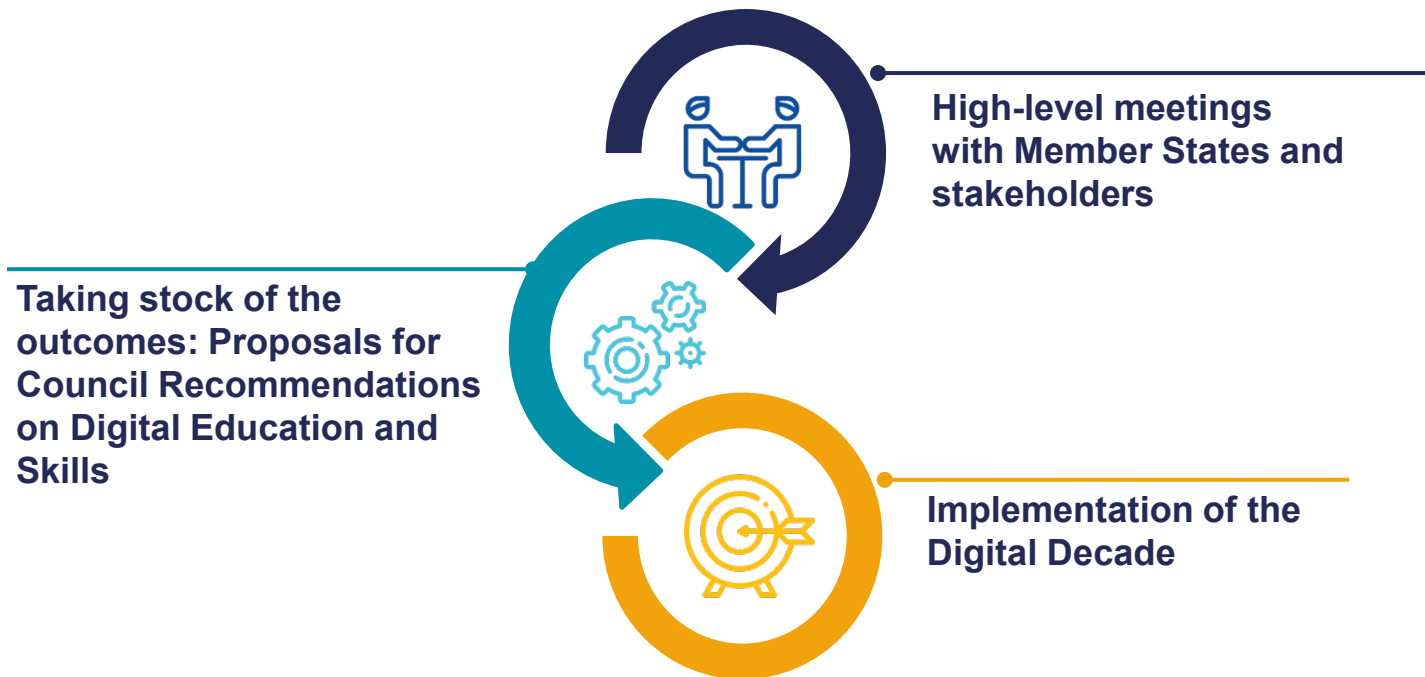 High-level meetings
with Member States and
stakeholders
Taking stock of the
outcomes: Proposals for
Council Recommendations
on Digital Education and
Skills
Implementation of the
Digital Decade